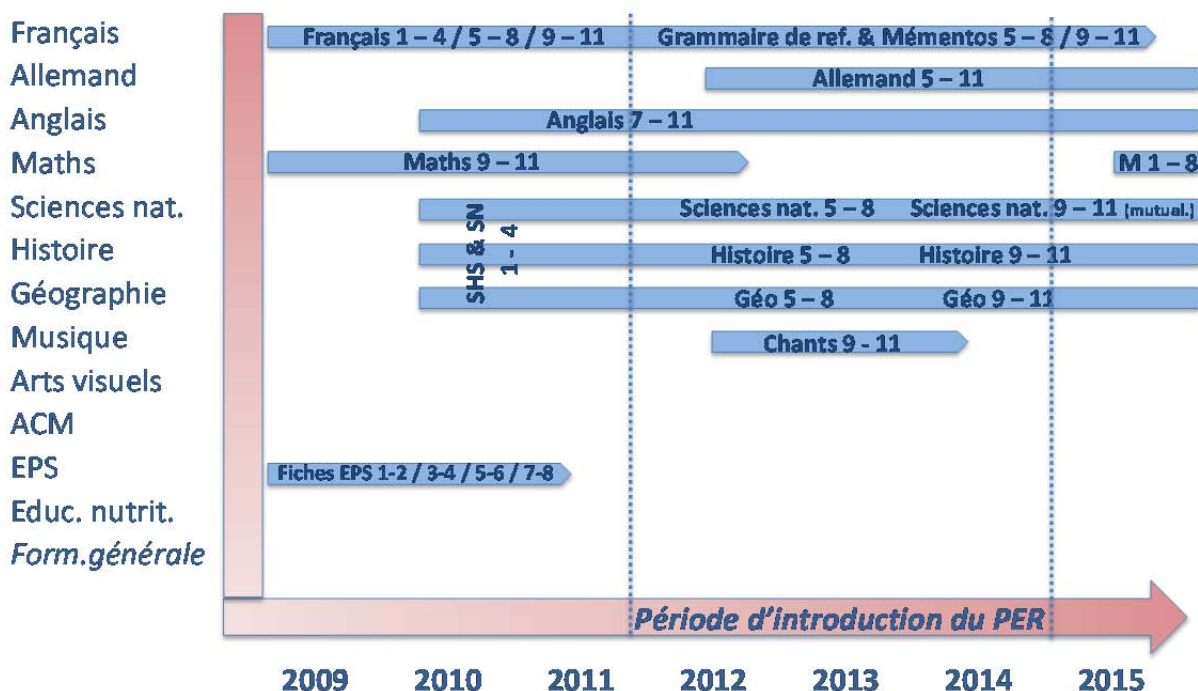 Français
Français 1 – 4 / 5 – 8 / 9 – 11
Grammaire de ref. & Mémentos 5 – 8 / 9 – 11
Allemand
Allemand 5 – 11
Anglais
Anglais 7 – 11
Maths
Maths 9 – 11
M 1 – 8
Sciences nat.
SHS & SN
1 - 4
Sciences nat. 5 – 8
Sciences nat. 9 – 11 (mutual.)
Histoire
Histoire 5 – 8
Histoire 9 – 11
Géographie
Géo 5 – 8
Géo 9 – 11
Musique
Chants 9 - 11
Arts visuels
ACM
EPS
Fiches EPS 1-2 / 3-4 / 5-6 / 7-8
Educ. nutrit.
Form.générale
Période d'introduction du PER
2009 2010 2011 2012 2013 2014 2015